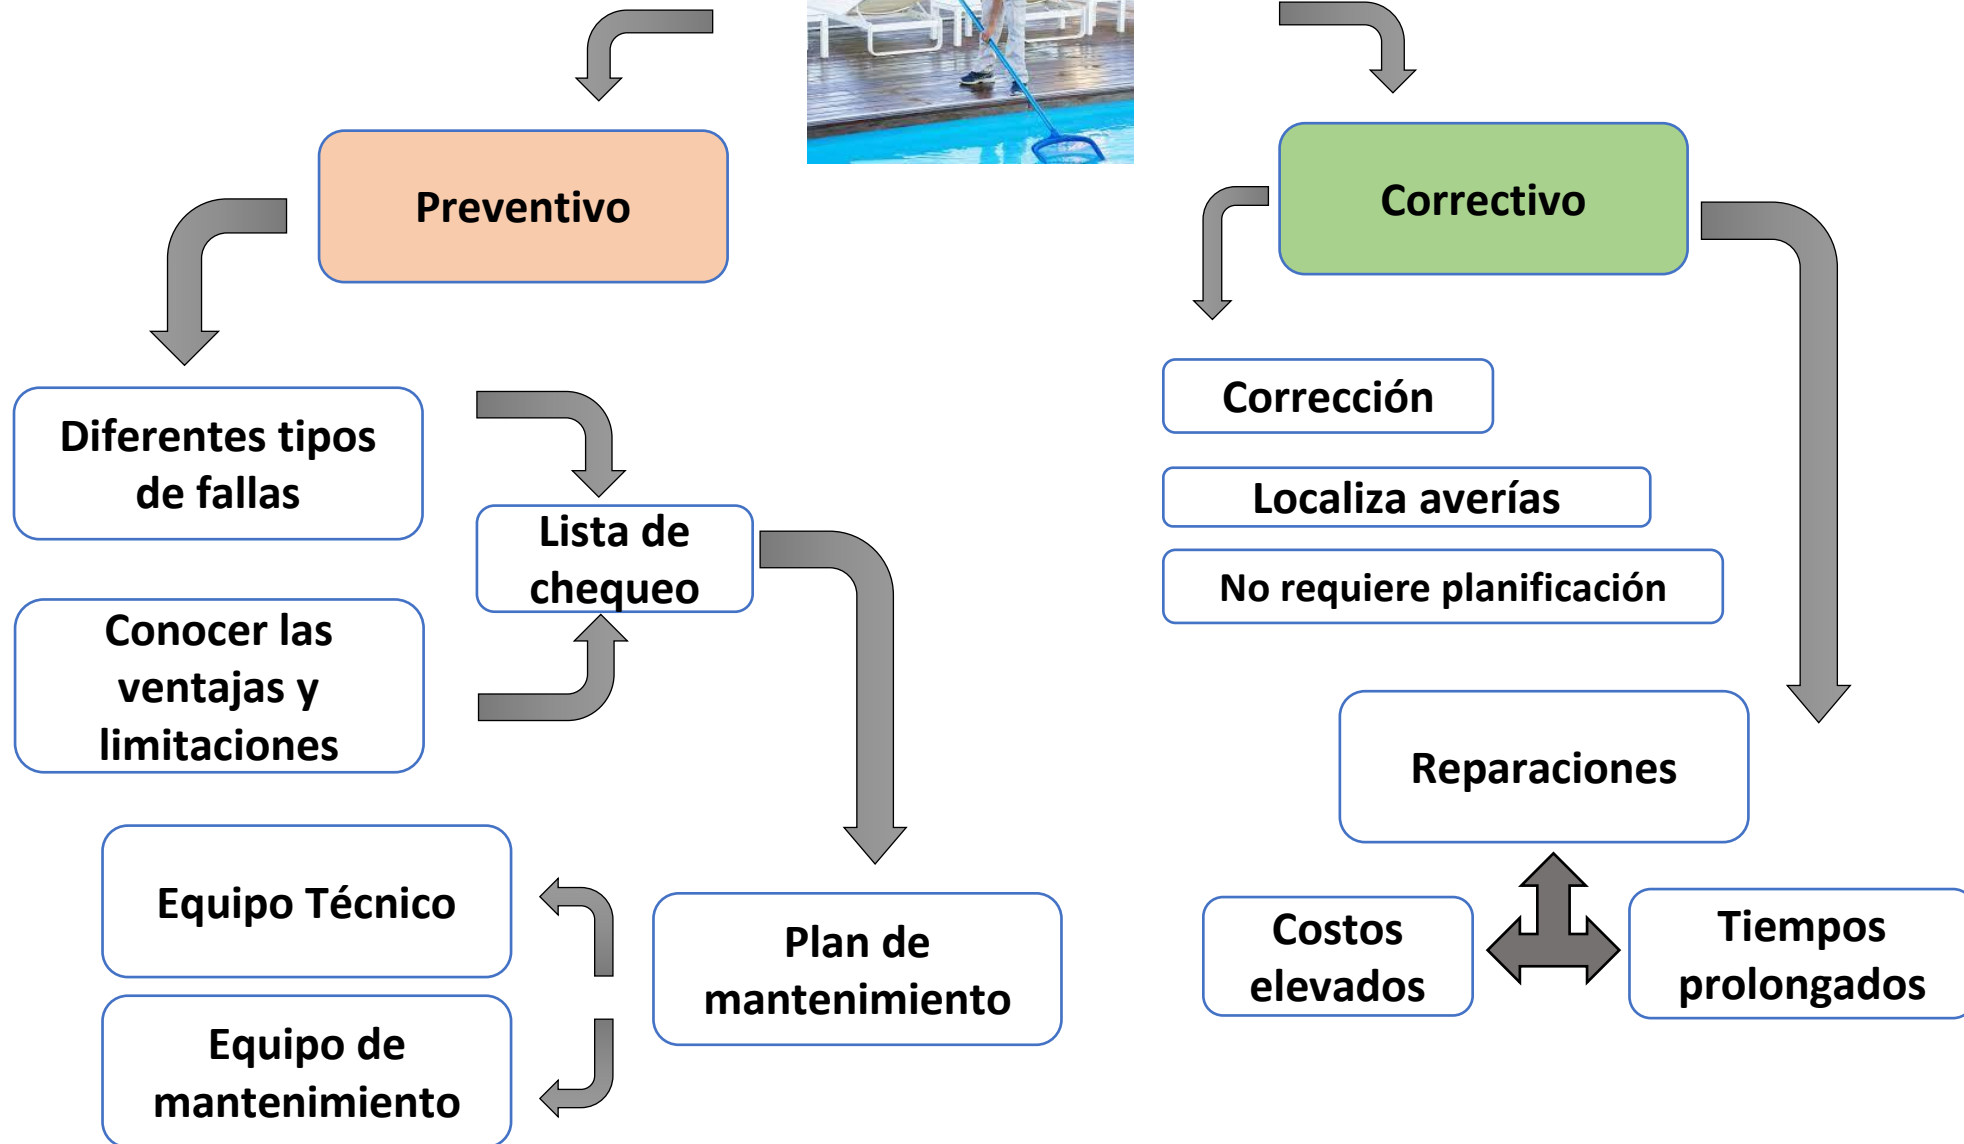 Preventivo
Correctivo
Diferentes tipos
de fallas
Lista de
chequeo
Conocer las
ventajas y
limitaciones
Equipo Técnico
Equipo de
mantenimiento
Plan de
mantenimiento
Corrección
Localiza averías
No requiere planificación
Reparaciones
Costos
elevados
Tiempos
prolongados